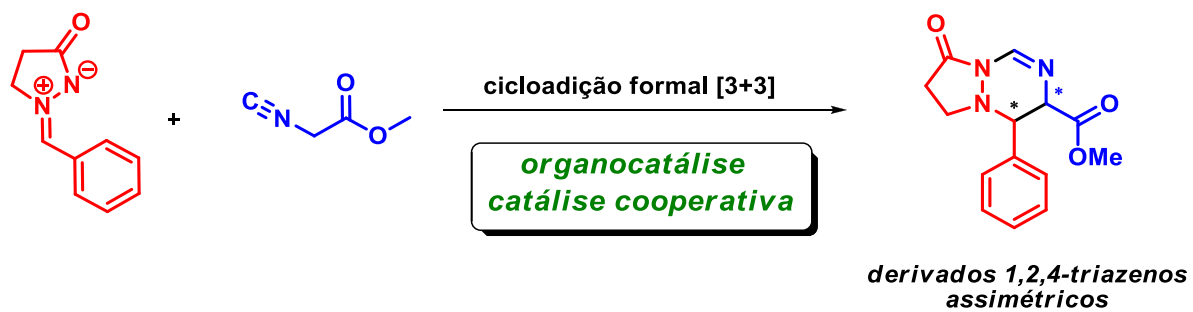 O
N
⊖
⊕
N
+
C
N
O
O
cicloadição formal [3+3]
organocatálise
catálise cooperativa
O
N
N
N
*
*
O
OMe
derivados 1,2,4-triazenos
assimétricos